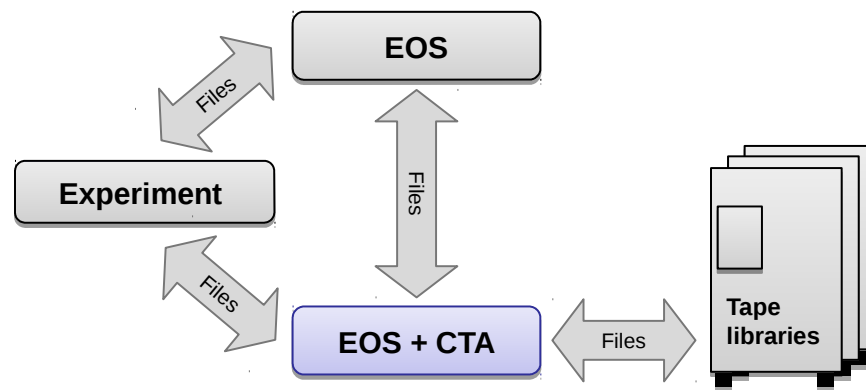 EOS
Files
Experiment
Files
Files
EOS + CTA
Files
Tape
libraries